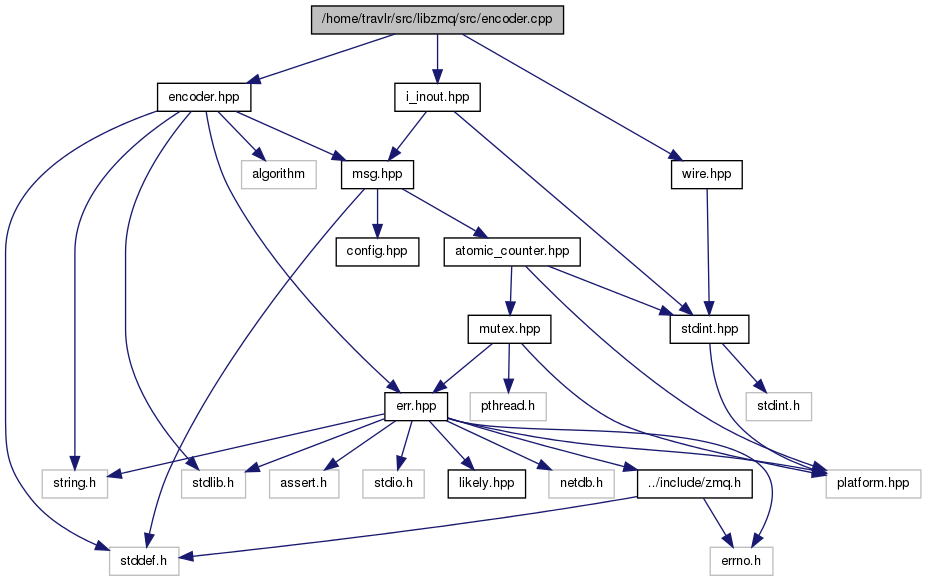 /home/travlr/src/libzmq/src/encoder.cpp
encoder.hpp
i_inout.hpp
algorithm
msg.hpp
wire.hpp
config.hpp
atomic_counter.hpp
mutex.hpp
stdint.hpp
err.hpp
pthread.h
stdint.h
string.h
stdlib.h
assert.h
stdio.h
likely.hpp
netdb.h
../include/zmq.h
platform.hpp
stddef.h
errno.h